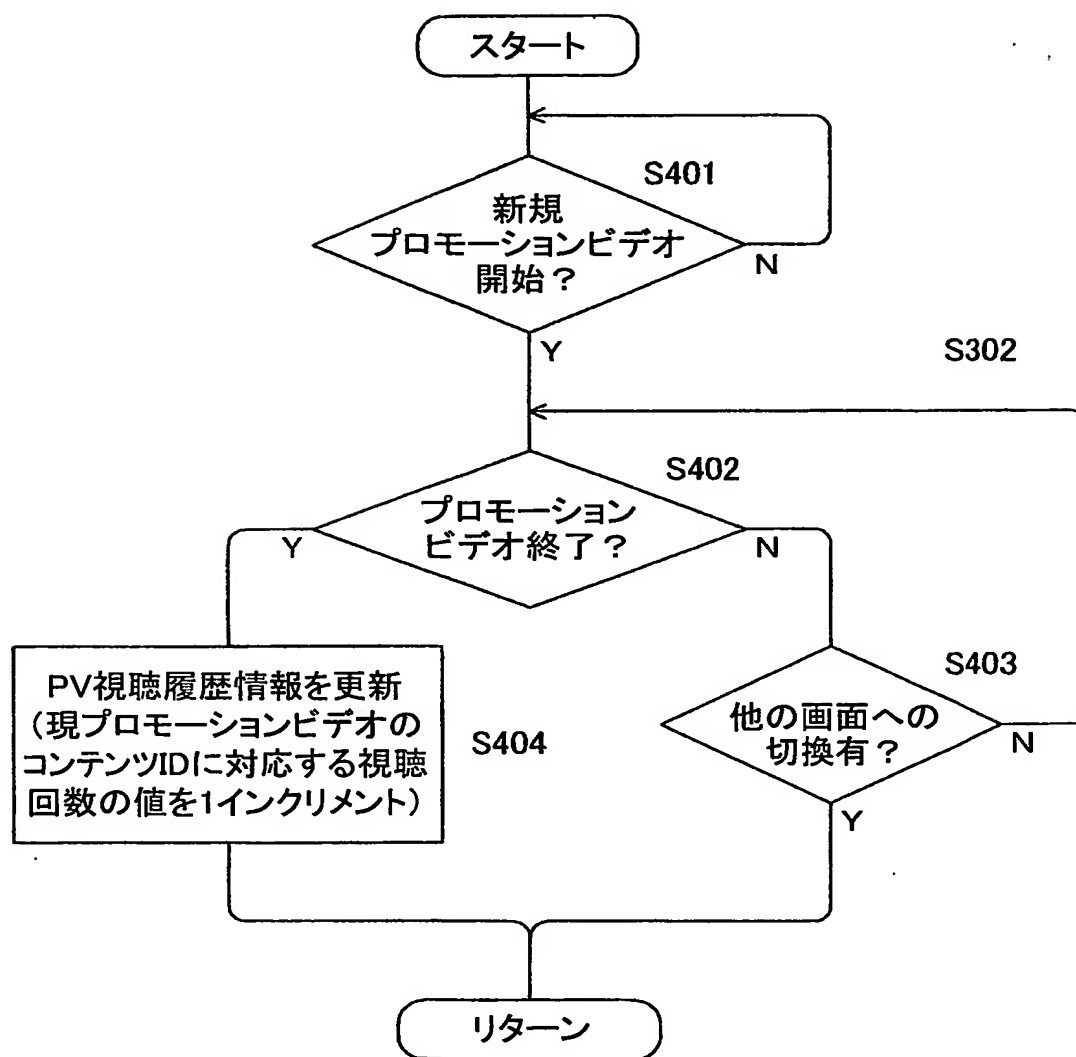 スタート
S401
新規
プロモーションビデオ
開始？
N
Y
S302
S402
プロモーション
ビデオ終了？
Y
N
PV視聴履歴情報を更新
（現プロモーションビデオの
コンテンツIDに対応する視聴
回数の値を1インクリメント）
S404
S403
他の画面への
切換有？
N
Y
リターン